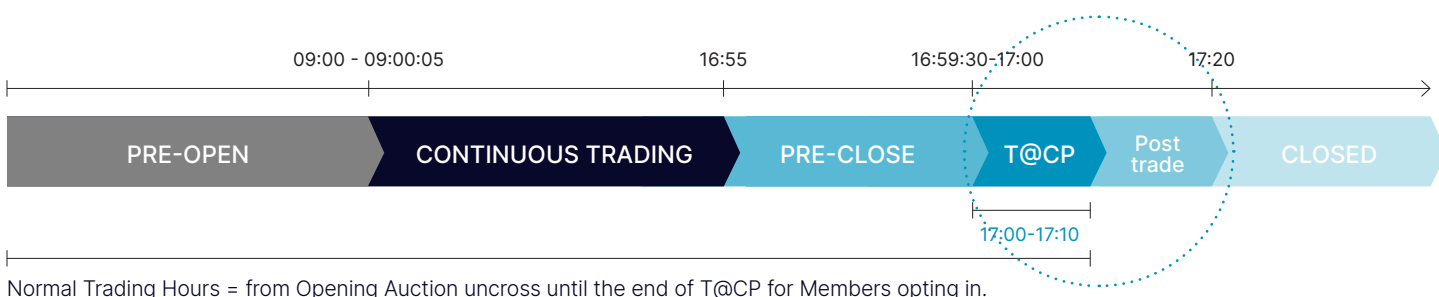 09:00 - 09:00:05 16:55 16:59:30-17:00 17:20
PRE-OPEN CONTINUOUS TRADING PRE-CLOSE T@CP Post trade CLOSED
17:00-17:10
Normal Trading Hours = from Opening Auction uncross until the end of T@CP for Members opting in.